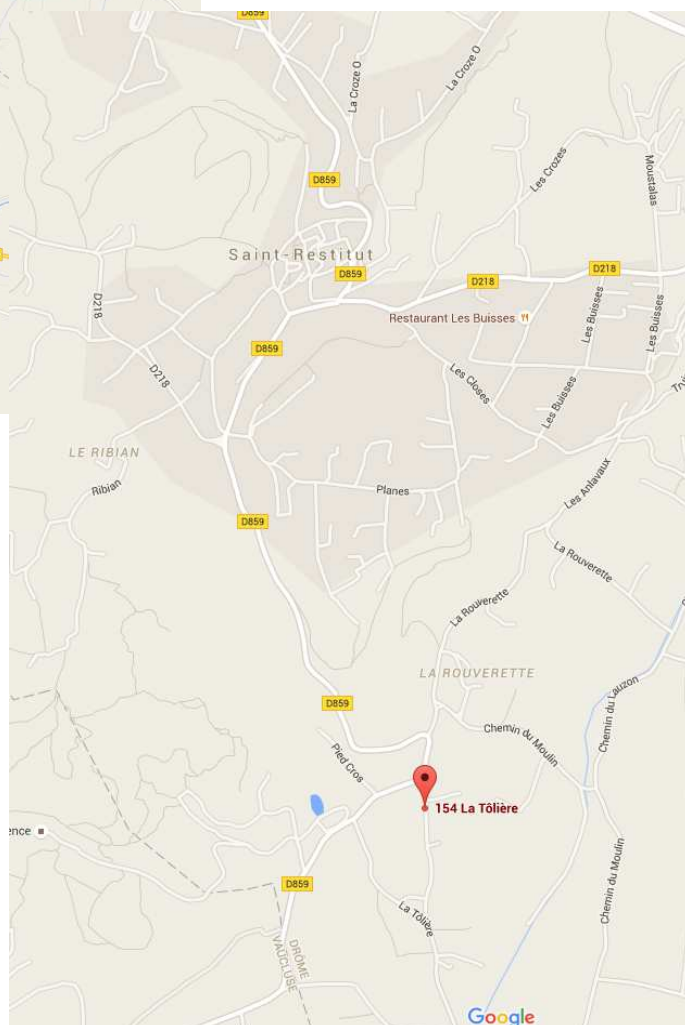 D859
La Croze O
La Croze O
D859
Les Crozes
Moustalas
Saint-Restitut
D859
D218
D218
D218
Restaurant Les Buisses
Les Buisses
Les Buisses
D859
D218
Les Closes
Les Buisses
LE RIBIAN
Ribian
Planes
Les Anlavaux
D859
La Rouverette
La Rouverette
LA ROUVERETTE
D859
Chemin du Lauzon
Chemin du Moulin
Pied Cros
154 La Tôlière
ence
D859
Chemin du Moulin
La Tôlière
DRÔME
VAUCLUSE
Google